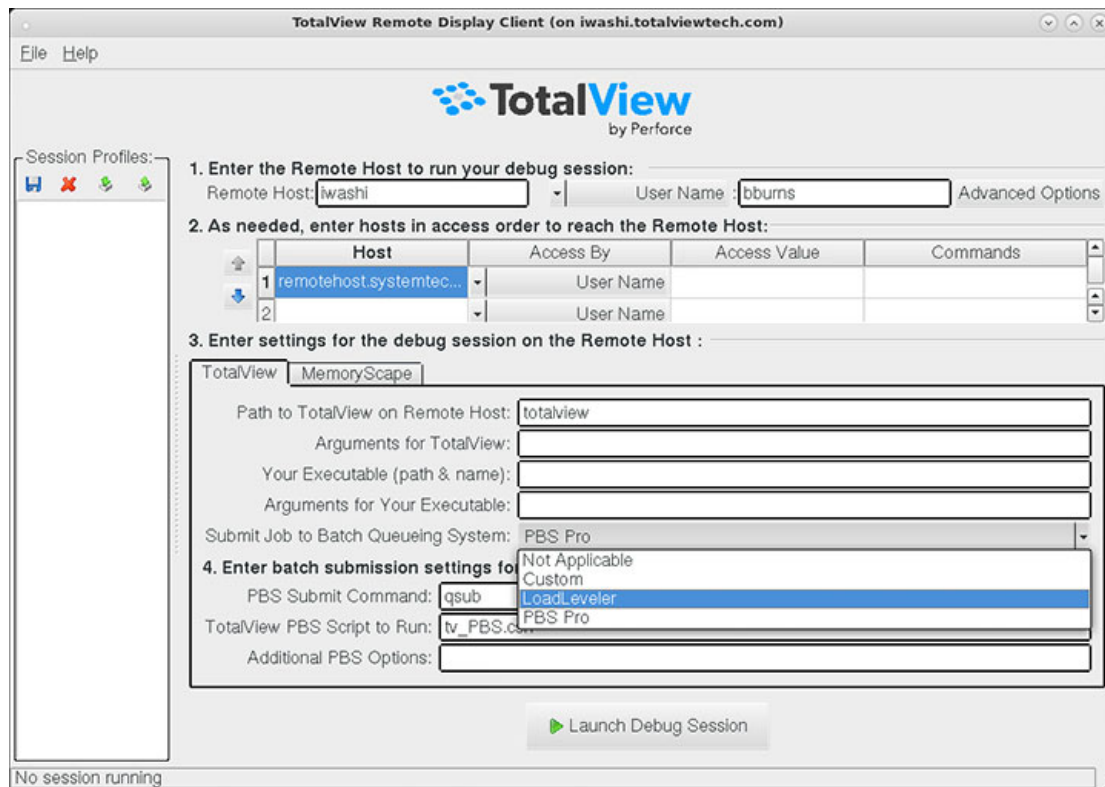 TotalView Remote Display Client (on iwashi.totalviewtech.com)
File Help
TotalView
by Perforce
Session Profiles:
1. Enter the Remote Host to run your debug session:
Remote Host: iwashi User Name : bburns Advanced Options
2. As needed, enter hosts in access order to reach the Remote Host:
Host Access By Access Value Commands
1 remotehost.systemtec... User Name
2 User Name
3. Enter settings for the debug session on the Remote Host :
TotalView MemoryScape
Path to TotalView on Remote Host: totalview
Arguments for TotalView:
Your Executable (path & name):
Arguments for Your Executable:
Submit Job to Batch Queueing System: PBS Pro
Not Applicable
Custom
LoadLeveler
PBS Pro
4. Enter batch submission settings fo
PBS Submit Command: qsub
TotalView PBS Script to Run:
Additional PBS Options:
Launch Debug Session
No session running